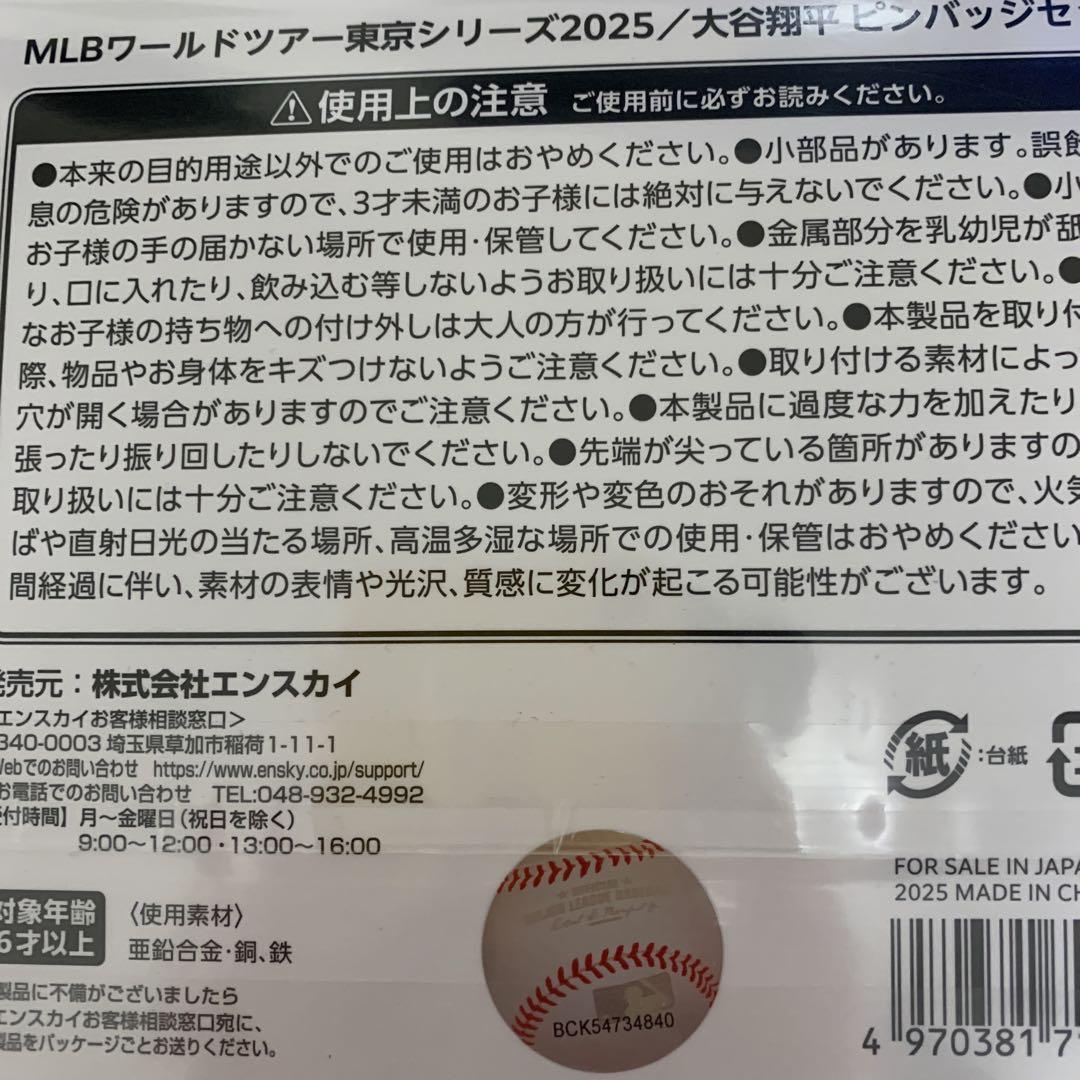 MLBワールドツアー東京シリーズ2025／大谷翔平 ピンバッジセ
使用上の注意 ご使用前に必ずお読みください。
●本来の目的用途以外でのご使用はおやめください。●小部品があります。誤飲
息の危険がありますので、3才未満のお子様には絶対に与えないでください。●小
お子様の手の届かない場所で使用・保管してください。●金属部分を乳幼児が舐
り、口に入れたり、飲み込む等しないようお取り扱いには十分ご注意ください。●
なお子様の持ち物への付け外しは大人の方が行ってください。●本製品を取り付
際、物品やお身体をキズつけないようご注意ください。●取り付ける素材によっ
穴が開く場合がありますのでご注意ください。●本製品に過度な力を加えたり
張ったり振り回したりしないでください。●先端が尖っている箇所がありますの
取り扱いには十分ご注意ください。●変形や変色のおそれがありますので、火気
ばや直射日光の当たる場所、高温多湿な場所での使用・保管はおやめください
間経過に伴い、素材の表情や光沢、質感に変化が起こる可能性がございます。
発売元：株式会社エンスカイ
エンスカイお客様相談窓口＞
340-0003 埼玉県草加市稲荷1-11-1
Webでのお問い合わせ https://www.ensky.co.jp/support/
お電話でのお問い合わせ TEL:048-932-4992
受付時間】月〜金曜日（祝日を除く）
9:00〜12:00・13:00〜16:00
紙：台紙
FOR SALE IN JAPA
2025 MADE IN CH
対象年齢
6才以上
〈使用素材〉
亜鉛合金・銅、鉄
製品に不備がございましたら
エンスカイお客様相談窓口宛に、
製品をパッケージごとお送りください。
OFFICIAL
MAJOR LEAGUE BASEBALL
BCK54734840
4 970381 71